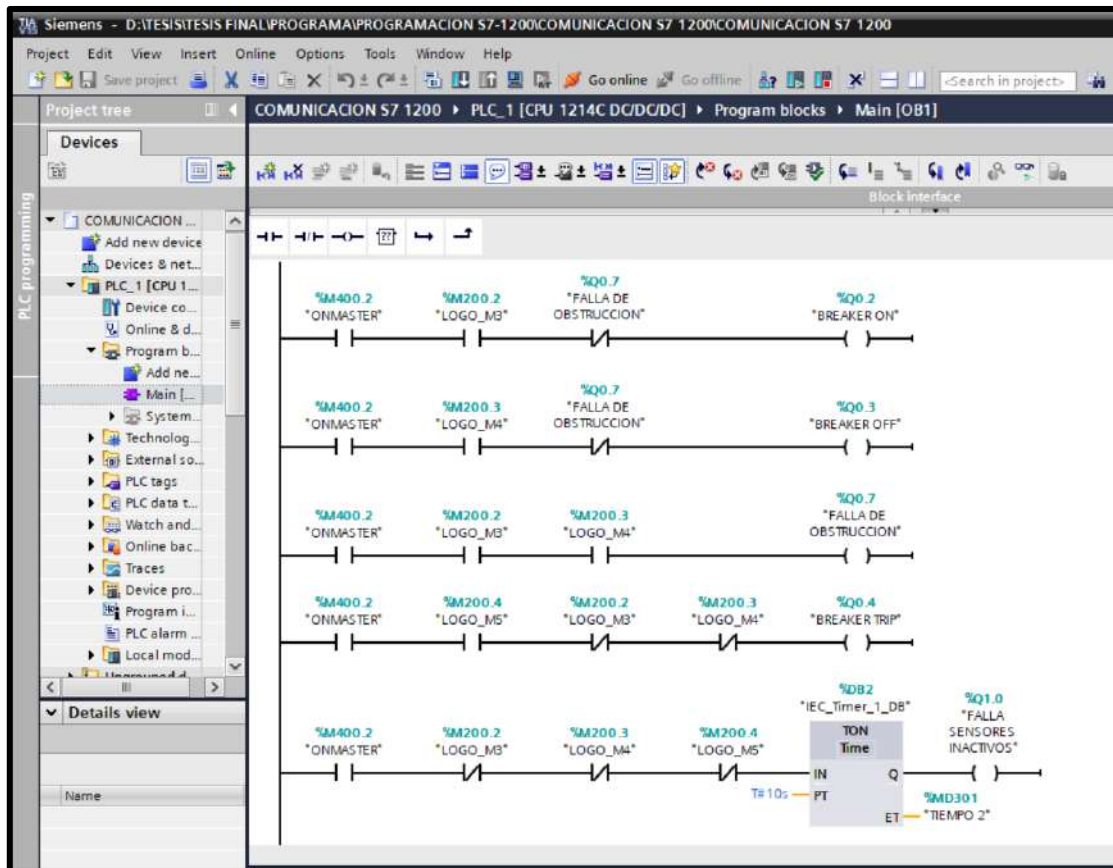 Siemens - D:\TESIS\TESIS FINAL\PROGRAMA\PROGRAMACION S7-1200\COMUNICACION S7 1200\COMUNICACION S7 1200
Project Edit View Insert Online Options Tools Window Help
Save project Go online Go offline <Search in project>
Project tree
COMUNICACION S7 1200 ▸ PLC_1 [CPU 1214C DC/DC/DC] ▸ Program blocks ▸ Main [OB1]
Devices
Block interface
PLC programming
COMUNICACION ...
Add new device
Devices & net...
PLC_1 [CPU 1...
Device co...
Online & d...
Program b...
Add ne...
Main [...
System...
Technolog...
External so...
PLC tags
PLC data t...
Watch and...
Online bac...
Traces
Device pro...
Program i...
PLC alarm ...
Local mod...
Details view
Name
%Q0.7
%M400.2 %M200.2 "FALLA DE %Q0.2
"ONMASTER" "LOGO_M3" OBSTRUCCION" "BREAKER ON"
%Q0.7
%M400.2 %M200.3 "FALLA DE %Q0.3
"ONMASTER" "LOGO_M4" OBSTRUCCION" "BREAKER OFF"
%Q0.7
%M400.2 %M200.2 %M200.3 "FALLA DE
"ONMASTER" "LOGO_M3" "LOGO_M4" OBSTRUCCION"
%M400.2 %M200.4 %M200.2 %M200.3 %Q0.4
"ONMASTER" "LOGO_M5" "LOGO_M3" "LOGO_M4" "BREAKER TRIP"
%DB2 %Q1.0
"IEC_Timer_1_DB" "FALLA
%M400.2 %M200.2 %M200.3 %M200.4 TON SENSORES
"ONMASTER" "LOGO_M3" "LOGO_M4" "LOGO_M5" Time INACTIVOS"
IN Q
T#10s PT %MD301
ET "TIEMPO 2"